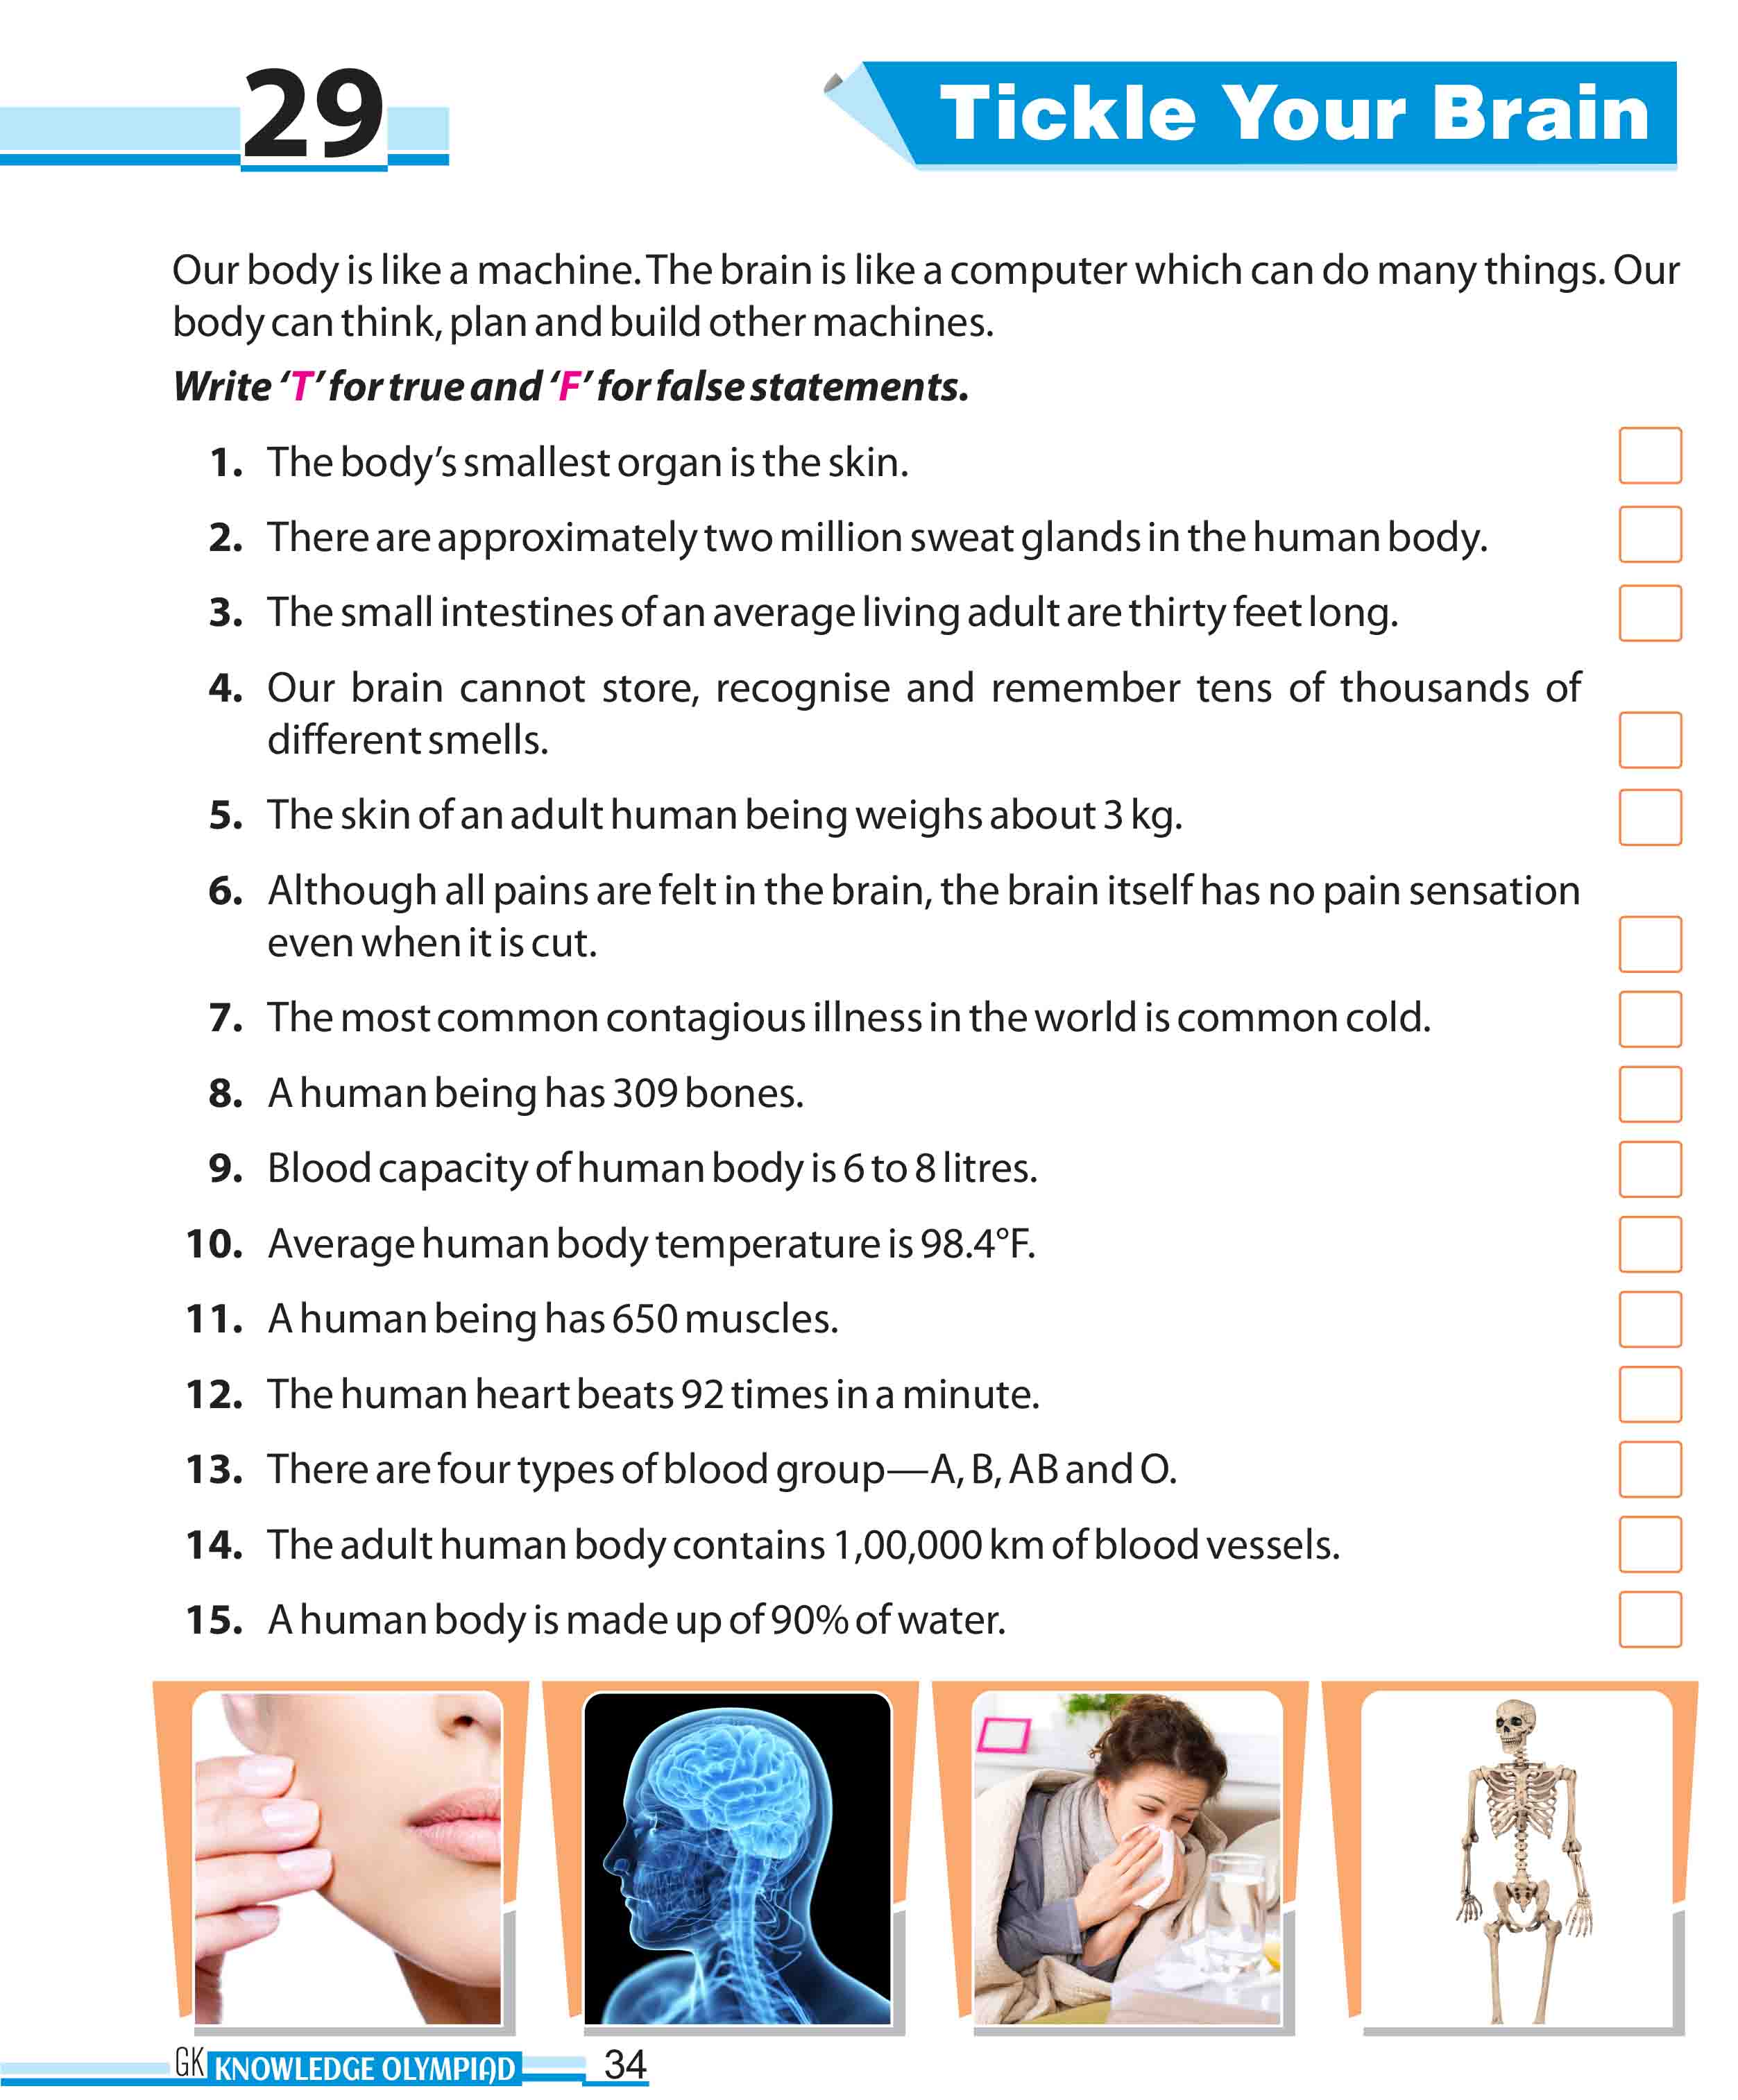 29
Tickle Your Brain
Our body is like a machine. The brain is like a computer which can do many things. Our
body can think, plan and build other machines.
Write ‘T’ for true and ‘F’ for false statements.
1. The body’s smallest organ is the skin.
2. There are approximately two million sweat glands in the human body.
3. The small intestines of an average living adult are thirty feet long.
4. Our brain cannot store, recognise and remember tens of thousands of
different smells.
5. The skin of an adult human being weighs about 3 kg.
6. Although all pains are felt in the brain, the brain itself has no pain sensation
even when it is cut.
7. The most common contagious illness in the world is common cold.
8. A human being has 309 bones.
9. Blood capacity of human body is 6 to 8 litres.
10. Average human body temperature is 98.4°F.
11. A human being has 650 muscles.
12. The human heart beats 92 times in a minute.
13. There are four types of blood group—A, B, AB and O.
14. The adult human body contains 1,00,000 km of blood vessels.
15. A human body is made up of 90% of water.
GK KNOWLEDGE OLYMPIAD 34